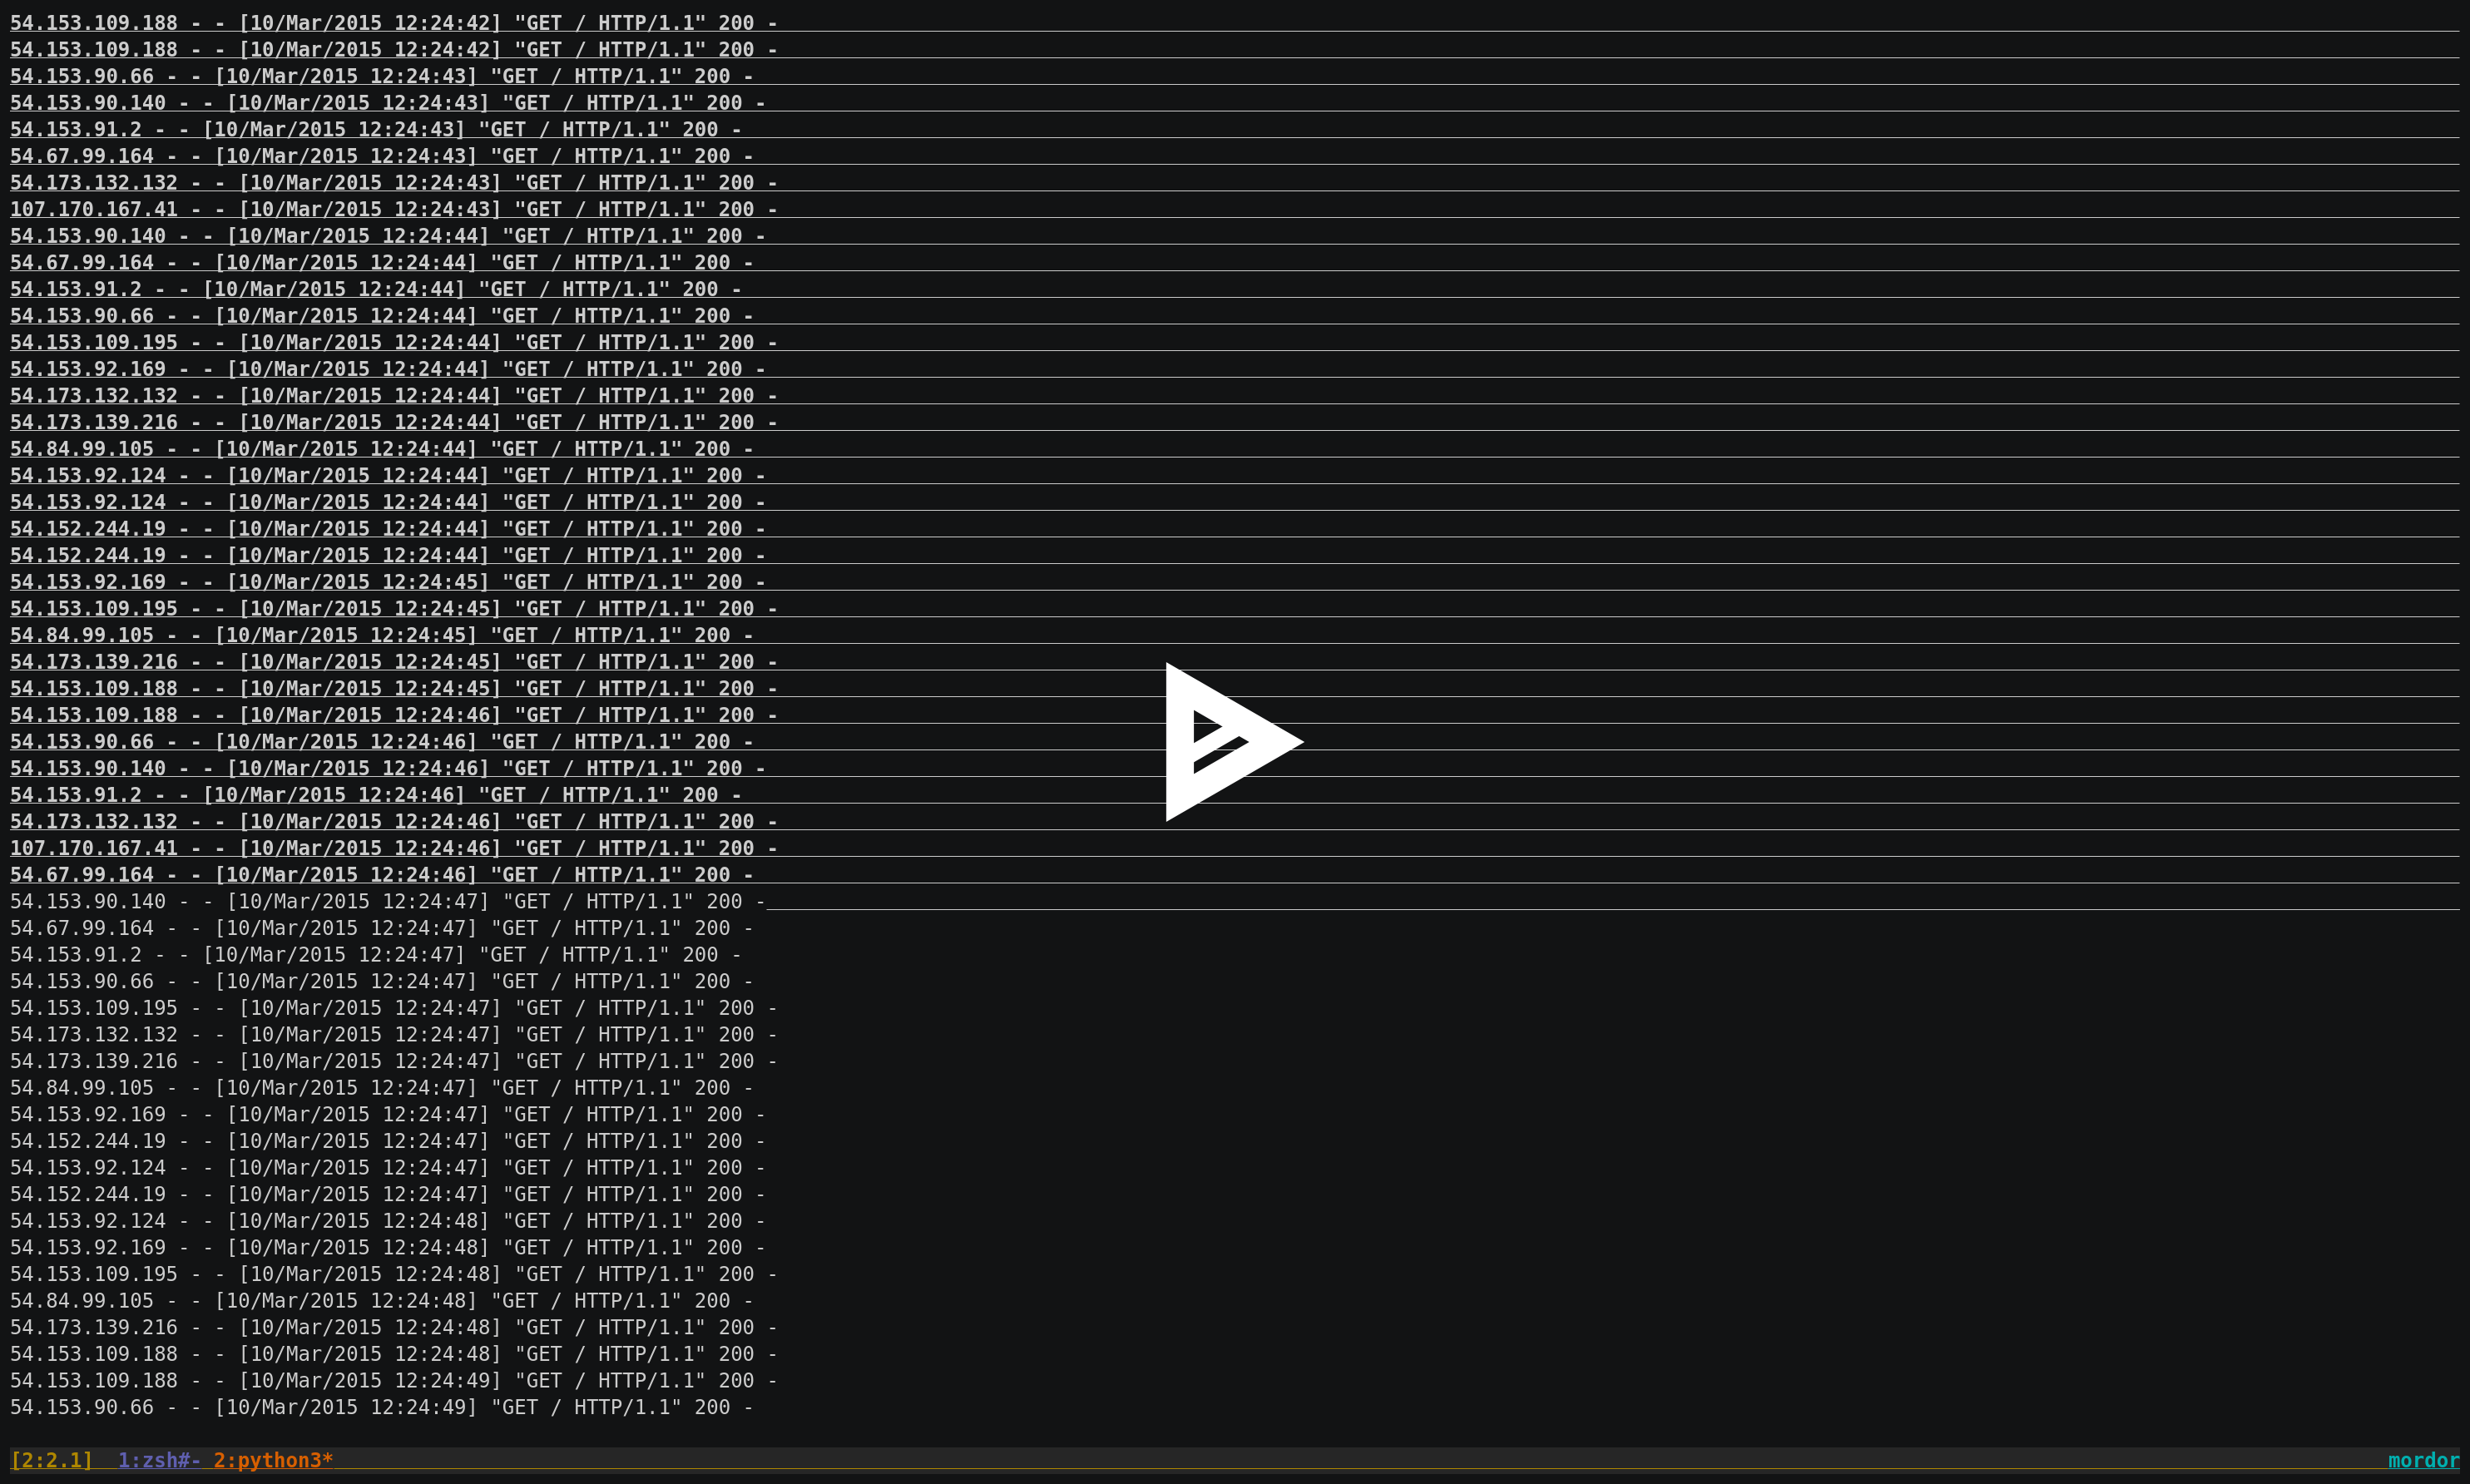 54.153.109.188 - - [10/Mar/2015 12:24:42] "GET / HTTP/1.1" 200 -
54.153.109.188 - - [10/Mar/2015 12:24:42] "GET / HTTP/1.1" 200 -
54.153.90.66 - - [10/Mar/2015 12:24:43] "GET / HTTP/1.1" 200 -
54.153.90.140 - - [10/Mar/2015 12:24:43] "GET / HTTP/1.1" 200 -
54.153.91.2 - - [10/Mar/2015 12:24:43] "GET / HTTP/1.1" 200 -
54.67.99.164 - - [10/Mar/2015 12:24:43] "GET / HTTP/1.1" 200 -
54.173.132.132 - - [10/Mar/2015 12:24:43] "GET / HTTP/1.1" 200 -
107.170.167.41 - - [10/Mar/2015 12:24:43] "GET / HTTP/1.1" 200 -
54.153.90.140 - - [10/Mar/2015 12:24:44] "GET / HTTP/1.1" 200 -
54.67.99.164 - - [10/Mar/2015 12:24:44] "GET / HTTP/1.1" 200 -
54.153.91.2 - - [10/Mar/2015 12:24:44] "GET / HTTP/1.1" 200 -
54.153.90.66 - - [10/Mar/2015 12:24:44] "GET / HTTP/1.1" 200 -
54.153.109.195 - - [10/Mar/2015 12:24:44] "GET / HTTP/1.1" 200 -
54.153.92.169 - - [10/Mar/2015 12:24:44] "GET / HTTP/1.1" 200 -
54.173.132.132 - - [10/Mar/2015 12:24:44] "GET / HTTP/1.1" 200 -
54.173.139.216 - - [10/Mar/2015 12:24:44] "GET / HTTP/1.1" 200 -
54.84.99.105 - - [10/Mar/2015 12:24:44] "GET / HTTP/1.1" 200 -
54.153.92.124 - - [10/Mar/2015 12:24:44] "GET / HTTP/1.1" 200 -
54.153.92.124 - - [10/Mar/2015 12:24:44] "GET / HTTP/1.1" 200 -
54.152.244.19 - - [10/Mar/2015 12:24:44] "GET / HTTP/1.1" 200 -
54.152.244.19 - - [10/Mar/2015 12:24:44] "GET / HTTP/1.1" 200 -
54.153.92.169 - - [10/Mar/2015 12:24:45] "GET / HTTP/1.1" 200 -
54.153.109.195 - - [10/Mar/2015 12:24:45] "GET / HTTP/1.1" 200 -
54.84.99.105 - - [10/Mar/2015 12:24:45] "GET / HTTP/1.1" 200 -
54.173.139.216 - - [10/Mar/2015 12:24:45] "GET / HTTP/1.1" 200 -
54.153.109.188 - - [10/Mar/2015 12:24:45] "GET / HTTP/1.1" 200 -
54.153.109.188 - - [10/Mar/2015 12:24:46] "GET / HTTP/1.1" 200 -
54.153.90.66 - - [10/Mar/2015 12:24:46] "GET / HTTP/1.1" 200 -
54.153.90.140 - - [10/Mar/2015 12:24:46] "GET / HTTP/1.1" 200 -
54.153.91.2 - - [10/Mar/2015 12:24:46] "GET / HTTP/1.1" 200 -
54.173.132.132 - - [10/Mar/2015 12:24:46] "GET / HTTP/1.1" 200 -
107.170.167.41 - - [10/Mar/2015 12:24:46] "GET / HTTP/1.1" 200 -
54.67.99.164 - - [10/Mar/2015 12:24:46] "GET / HTTP/1.1" 200 -
54.153.90.140 - - [10/Mar/2015 12:24:47] "GET / HTTP/1.1" 200 -
54.67.99.164 - - [10/Mar/2015 12:24:47] "GET / HTTP/1.1" 200 -
54.153.91.2 - - [10/Mar/2015 12:24:47] "GET / HTTP/1.1" 200 -
54.153.90.66 - - [10/Mar/2015 12:24:47] "GET / HTTP/1.1" 200 -
54.153.109.195 - - [10/Mar/2015 12:24:47] "GET / HTTP/1.1" 200 -
54.173.132.132 - - [10/Mar/2015 12:24:47] "GET / HTTP/1.1" 200 -
54.173.139.216 - - [10/Mar/2015 12:24:47] "GET / HTTP/1.1" 200 -
54.84.99.105 - - [10/Mar/2015 12:24:47] "GET / HTTP/1.1" 200 -
54.153.92.169 - - [10/Mar/2015 12:24:47] "GET / HTTP/1.1" 200 -
54.152.244.19 - - [10/Mar/2015 12:24:47] "GET / HTTP/1.1" 200 -
54.153.92.124 - - [10/Mar/2015 12:24:47] "GET / HTTP/1.1" 200 -
54.152.244.19 - - [10/Mar/2015 12:24:47] "GET / HTTP/1.1" 200 -
54.153.92.124 - - [10/Mar/2015 12:24:48] "GET / HTTP/1.1" 200 -
54.153.92.169 - - [10/Mar/2015 12:24:48] "GET / HTTP/1.1" 200 -
54.153.109.195 - - [10/Mar/2015 12:24:48] "GET / HTTP/1.1" 200 -
54.84.99.105 - - [10/Mar/2015 12:24:48] "GET / HTTP/1.1" 200 -
54.173.139.216 - - [10/Mar/2015 12:24:48] "GET / HTTP/1.1" 200 -
54.153.109.188 - - [10/Mar/2015 12:24:48] "GET / HTTP/1.1" 200 -
54.153.109.188 - - [10/Mar/2015 12:24:49] "GET / HTTP/1.1" 200 -
54.153.90.66 - - [10/Mar/2015 12:24:49] "GET / HTTP/1.1" 200 -
[2:2.1] 1:zsh#- 2:python3* mordor